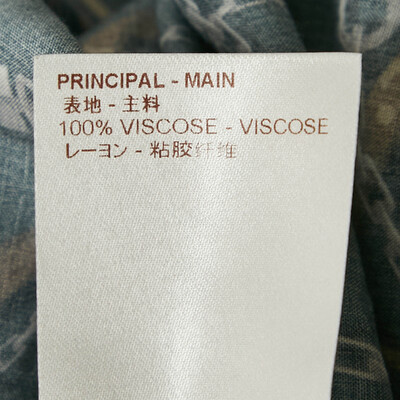 PRINCIPAL - MAIN
表地 - 主料
100% VISCOSE - VISCOSE
レーヨン - 粘胶纤维